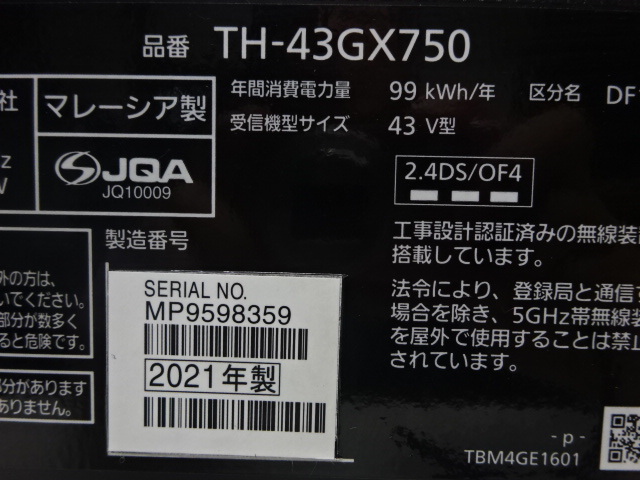 品番 TH-43GX750
年間消費電力量 99 kWh/年 区分名 DF
受信機型サイズ 43 V型
社
マレーシア製
JQA
JQ10009
z
W
2.4DS/OF4
工事設計認証済みの無線装
搭載しています。
製造番号
法令により、登録局と通信す
場合を除き、5GHz帯無線装
を屋外で使用することは禁止
されています。
外の方は、
いでください。
部分が数多く
ると危険です。
部分があります
ありません。
SERIAL NO.
MP9598359
2021年製
- p -
TBM4GE1601